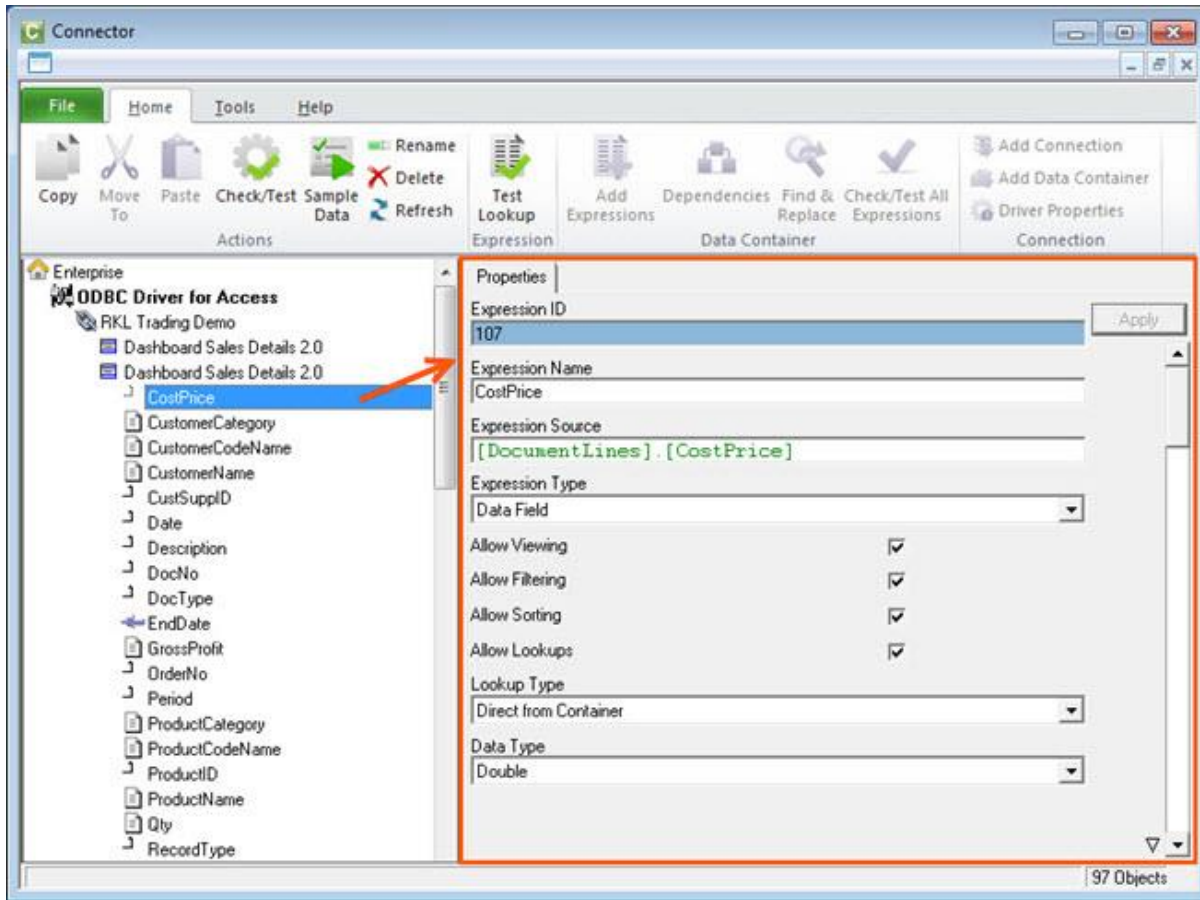 Connector
File Home Tools Help
Copy Move To Paste Check/Test Sample Data Rename Delete Refresh
Actions
Test Lookup
Expression
Add Expressions Dependencies Find & Replace Check/Test All Expressions
Data Container
Add Connection
Add Data Container
Driver Properties
Connection
Enterprise
ODBC Driver for Access
RKL Trading Demo
Dashboard Sales Details 2.0
Dashboard Sales Details 2.0
CostPrice
CustomerCategory
CustomerCodeName
CustomerName
CustSuppID
Date
Description
DocNo
DocType
EndDate
GrossProfit
OrderNo
Period
ProductCategory
ProductCodeName
ProductID
ProductName
Qty
RecordType
Properties
Expression ID
107
Apply
Expression Name
CostPrice
Expression Source
[DocumentLines].[CostPrice]
Expression Type
Data Field
Allow Viewing
Allow Filtering
Allow Sorting
Allow Lookups
Lookup Type
Direct from Container
Data Type
Double
97 Objects